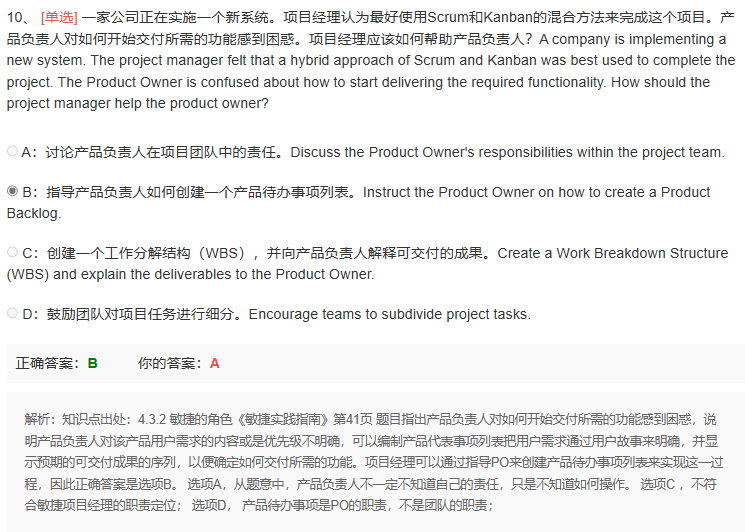 10、 [单选] 一家公司正在实施一个新系统。项目经理认为最好使用Scrum和Kanban的混合方法来完成这个项目。产
品负责人对如何开始交付所需的功能感到困惑。项目经理应该如何帮助产品负责人？A company is implementing a
new system. The project manager felt that a hybrid approach of Scrum and Kanban was best used to complete the
project. The Product Owner is confused about how to start delivering the required functionality. How should the
project manager help the product owner?
A：讨论产品负责人在项目团队中的责任。Discuss the Product Owner's responsibilities within the project team.
B：指导产品负责人如何创建一个产品待办事项列表。Instruct the Product Owner on how to create a Product
Backlog.
C：创建一个工作分解结构（WBS），并向产品负责人解释可交付的成果。Create a Work Breakdown Structure
(WBS) and explain the deliverables to the Product Owner.
D：鼓励团队对项目任务进行细分。Encourage teams to subdivide project tasks.
正确答案：B 你的答案：A
解析：知识点出处：4.3.2 敏捷的角色《敏捷实践指南》第41页 题目指出产品负责人对如何开始交付所需的功能感到困惑，说
明产品负责人对该产品用户需求的内容或是优先级不明确，可以编制产品代表事项列表把用户需求通过用户故事来明确，并显
示预期的可交付成果的序列，以便确定如何交付所需的功能。项目经理可以通过指导PO来创建产品待办事项列表来实现这一过
程，因此正确答案是选项B。 选项A，从题意中，产品负责人不一定不知道自己的责任，只是不知道如何操作。 选项C ，不符
合敏捷项目经理的职责定位； 选项D， 产品待办事项是PO的职责，不是团队的职责；